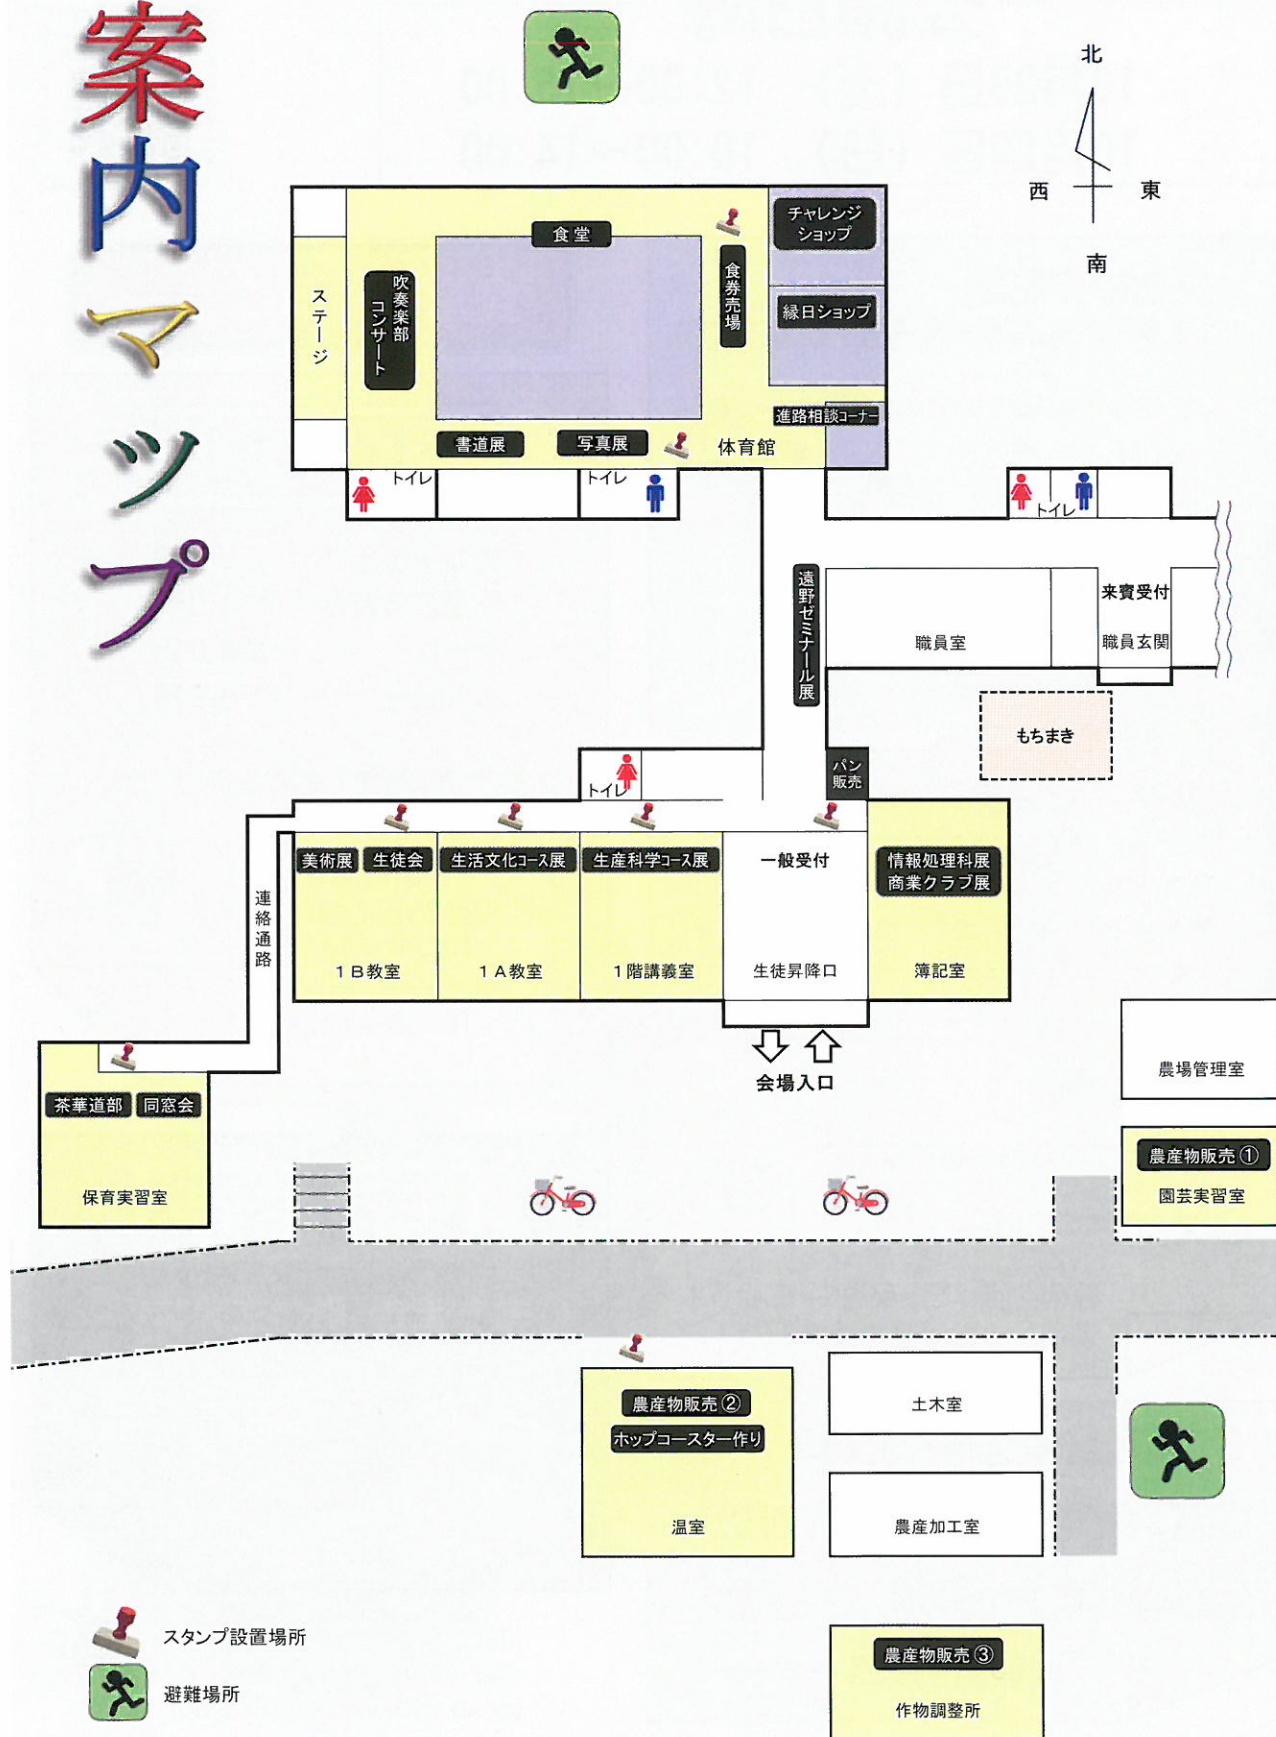 案内マップ
北
西
東
南
チャレンジ
ショップ
食堂
食券売場
縁日ショップ
吹奏楽部
コンサート
ステージ
進路相談コーナー
書道展
写真展
体育館
トイレ
トイレ
トイレ
遠野ゼミナール展
来賓受付
職員室
職員玄関
もちまき
パン
販売
トイレ
美術展
生徒会
生活文化コース展
生産科学コース展
一般受付
情報処理科展
商業クラブ展
連絡通路
1B教室
1A教室
1階講義室
生徒昇降口
簿記室
会場入口
農場管理室
茶華道部
同窓会
保育実習室
農産物販売①
園芸実習室
農産物販売②
ホップコースター作り
温室
土木室
農産加工室
スタンプ設置場所
避難場所
農産物販売③
作物調整所